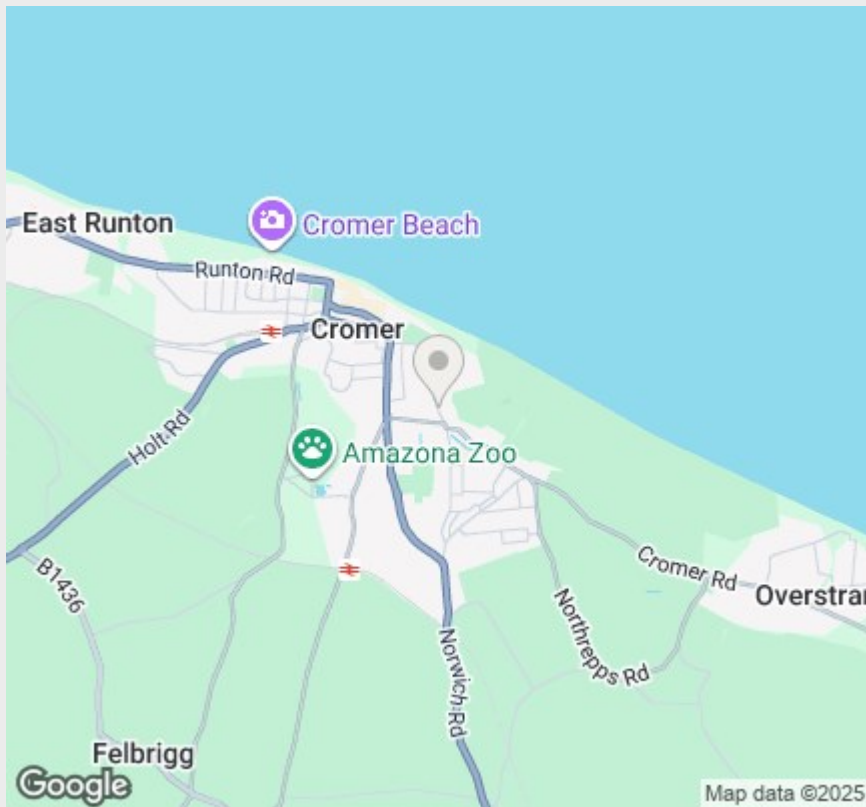 East Runton
Cromer Beach
Runton Rd
Cromer
Holt Rd
Amazona Zoo
B1436
Cromer Rd
Overstran
Northrepps Rd
Norwich Rd
Felbrigg
Google
Map data ©2025